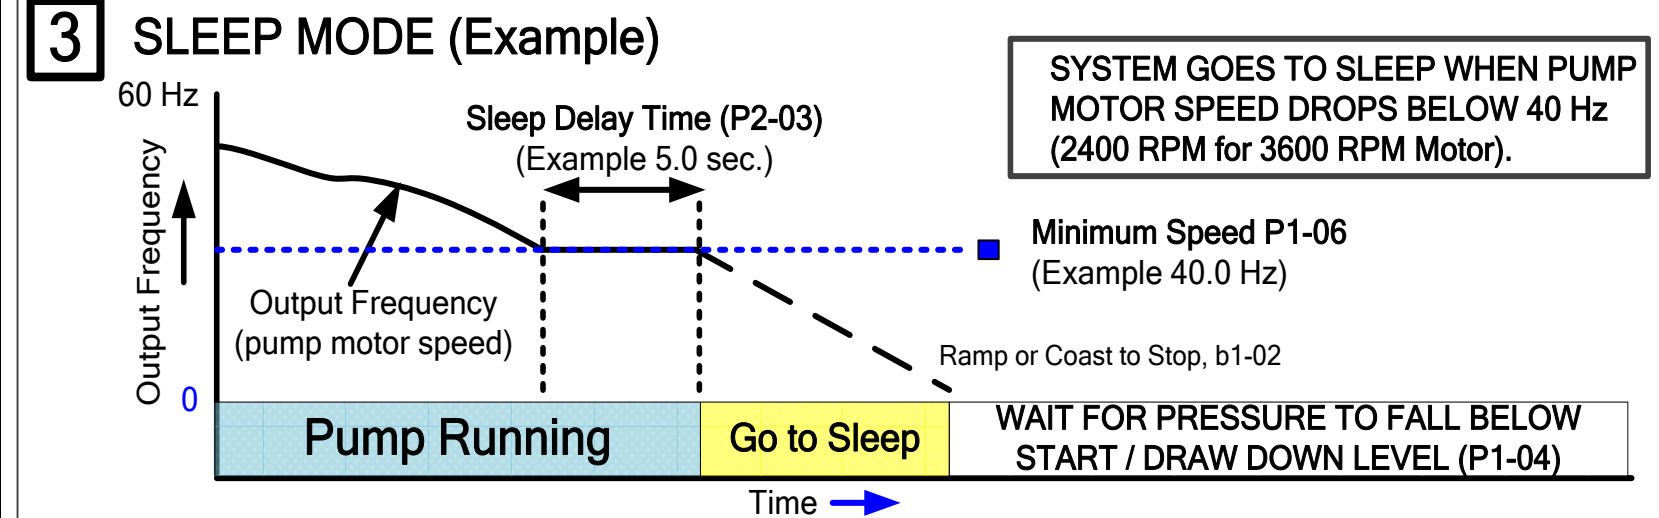 3 SLEEP MODE (Example)
SYSTEM GOES TO SLEEP WHEN PUMP
MOTOR SPEED DROPS BELOW 40 Hz
(2400 RPM for 3600 RPM Motor).
60 Hz
Sleep Delay Time (P2-03)
(Example 5.0 sec.)
Output Frequency
Minimum Speed P1-06
(Example 40.0 Hz)
Output Frequency
(pump motor speed)
Ramp or Coast to Stop, b1-02
0
Pump Running
Go to Sleep
WAIT FOR PRESSURE TO FALL BELOW
START / DRAW DOWN LEVEL (P1-04)
Time